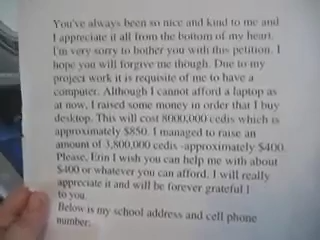 You've always been so nice and kind to me and
I appreciate it all from the bottom of my heart.
I'm very sorry to bother you with this petition. I
hope you will forgive me though. Due to my
project work it is requisite of me to have a
computer. Although I cannot afford a laptop as
at now, I raised some money in order that I buy
desktop. This will cost 8000,000 cedis which is
approximately $850. I managed to raise an
amount of 3,800,000 cedis -approximately $400.
Please, Erin I wish you can help me with about
$400 or whatever you can afford. I will really
appreciate it and will be forever grateful
to you.
Below is my school address and cell phone
number: